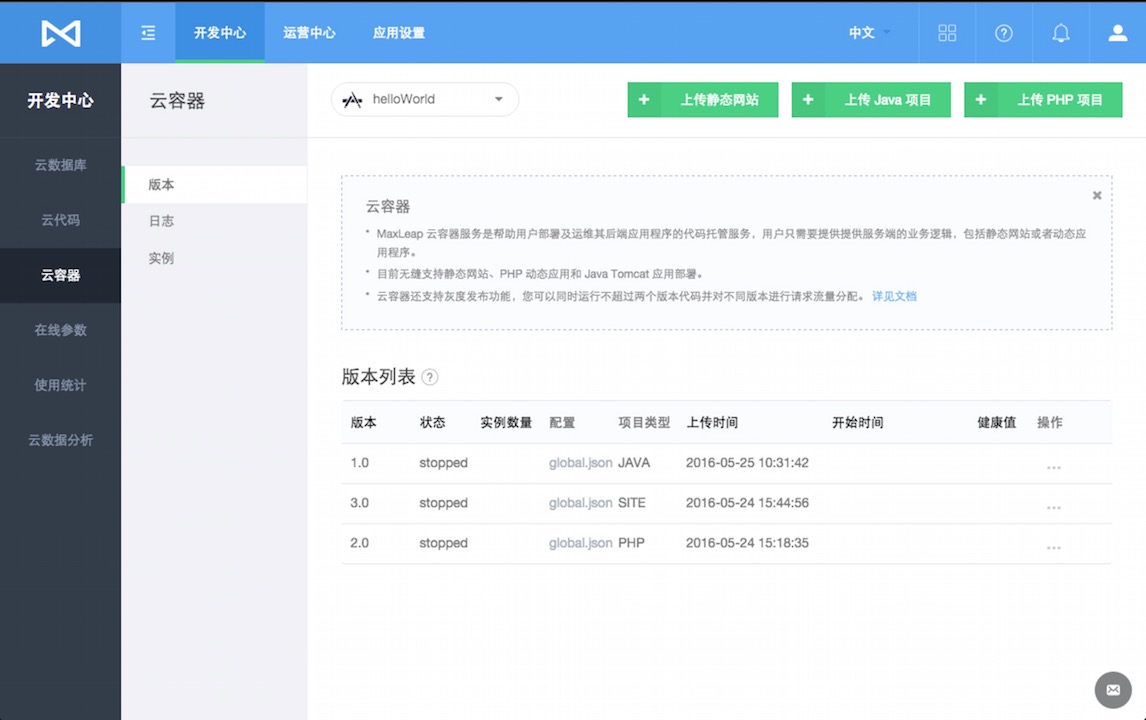 开发中心 运营中心 应用设置 中文
开发中心
云数据库
云代码
云容器
在线参数
使用统计
云数据分析
云容器
版本
日志
实例
helloWorld
上传静态网站 上传 Java 项目 上传 PHP 项目
云容器
* MaxLeap 云容器服务是帮助用户部署及运维其后端应用程序的代码托管服务，用户只需要提供提供服务端的业务逻辑，包括静态网站或者动态应
用程序。
* 目前无缝支持静态网站、PHP 动态应用和 Java Tomcat 应用部署。
* 云容器还支持灰度发布功能，您可以同时运行不超过两个版本代码并对不同版本进行请求流量分配。 详见文档
版本列表 ?
版本 状态 实例数量 配置 项目类型 上传时间 开始时间 健康值 操作
1.0 stopped global.json JAVA 2016-05-25 10:31:42 ...
3.0 stopped global.json SITE 2016-05-24 15:44:56 ...
2.0 stopped global.json PHP 2016-05-24 15:18:35 ...